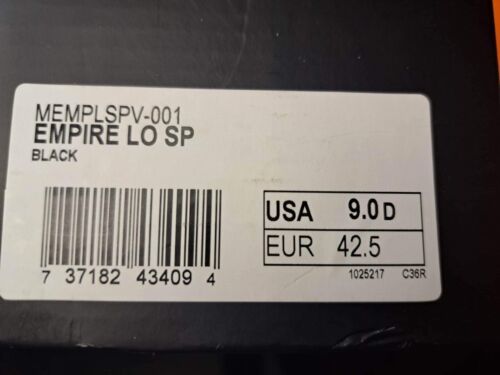 MEMPLSPV-001
EMPIRE LO SP
BLACK
USA 9.0 D
EUR 42.5
7 37182 43409 4
1025217 C36R